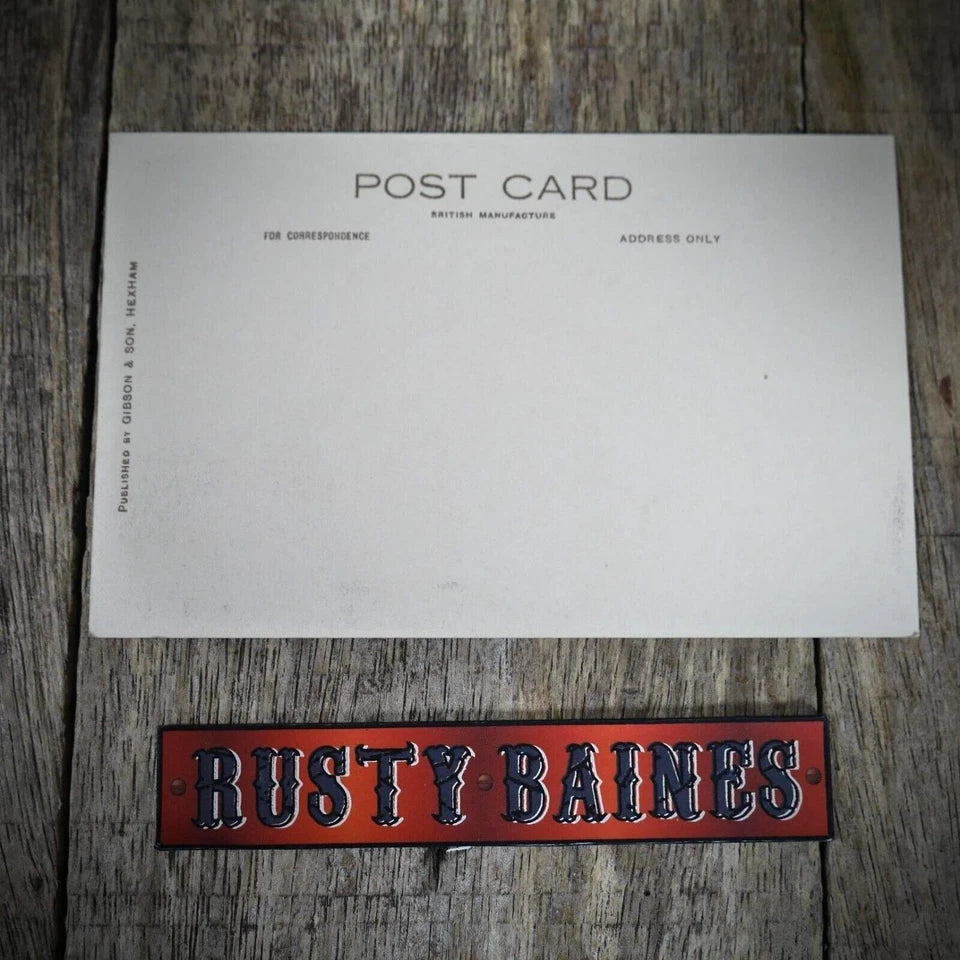 POST CARD
BRITISH MANUFACTURE
FOR CORRESPONDENCE
ADDRESS ONLY
PUBLISHED BY GIBSON & SON, HEXHAM
RUSTY BAINES